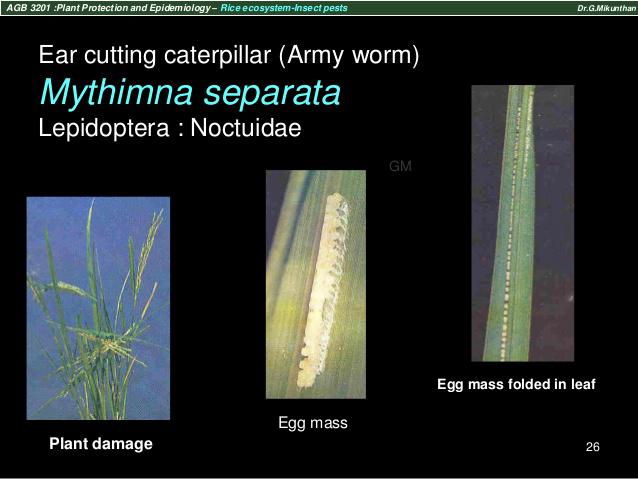 AGB 3201 :Plant Protection and Epidemiology – Rice ecosystem-Insect pests
Dr.G.Mikunthan
Ear cutting caterpillar (Army worm)
Mythimna separata
Lepidoptera : Noctuidae
GM
Egg mass folded in leaf
Egg mass
Plant damage
26